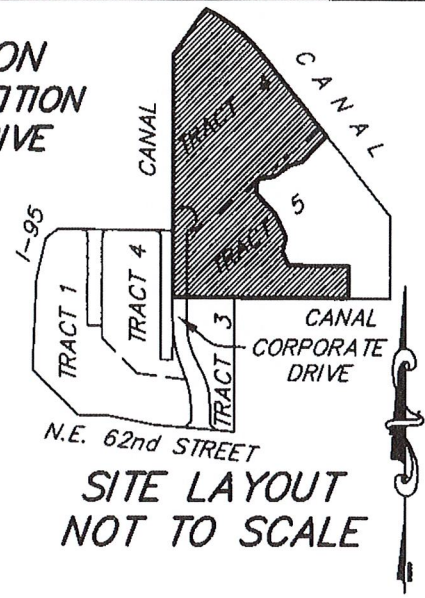 ON
TITION
IVE
CANAL
CANAL
TRACT 4
5
TRACT
I-95
TRACT 1
TRACT 4
TRACT 3
CANAL
CORPORATE
DRIVE
N.E. 62nd STREET
SITE LAYOUT
NOT TO SCALE